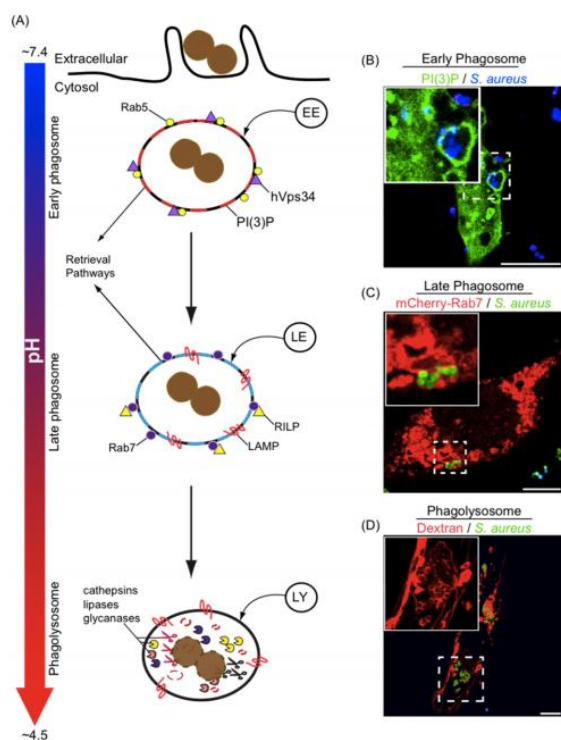 (A)
~7.4
Extracellular
Cytosol
Rab5
EE
hVps34
PI(3)P
Early phagosome
Retrieval
Pathways
pH
LE
RILP
LAMP
Rab7
Late phagosome
cathepsins
lipases
glycanases
LY
Phagolysosome
~4.5
(B)
Early Phagosome
PI(3)P / S. aureus
(C)
Late Phagosome
mCherry-Rab7 / S. aureus
(D)
Phagolysosome
Dextran / S. aureus